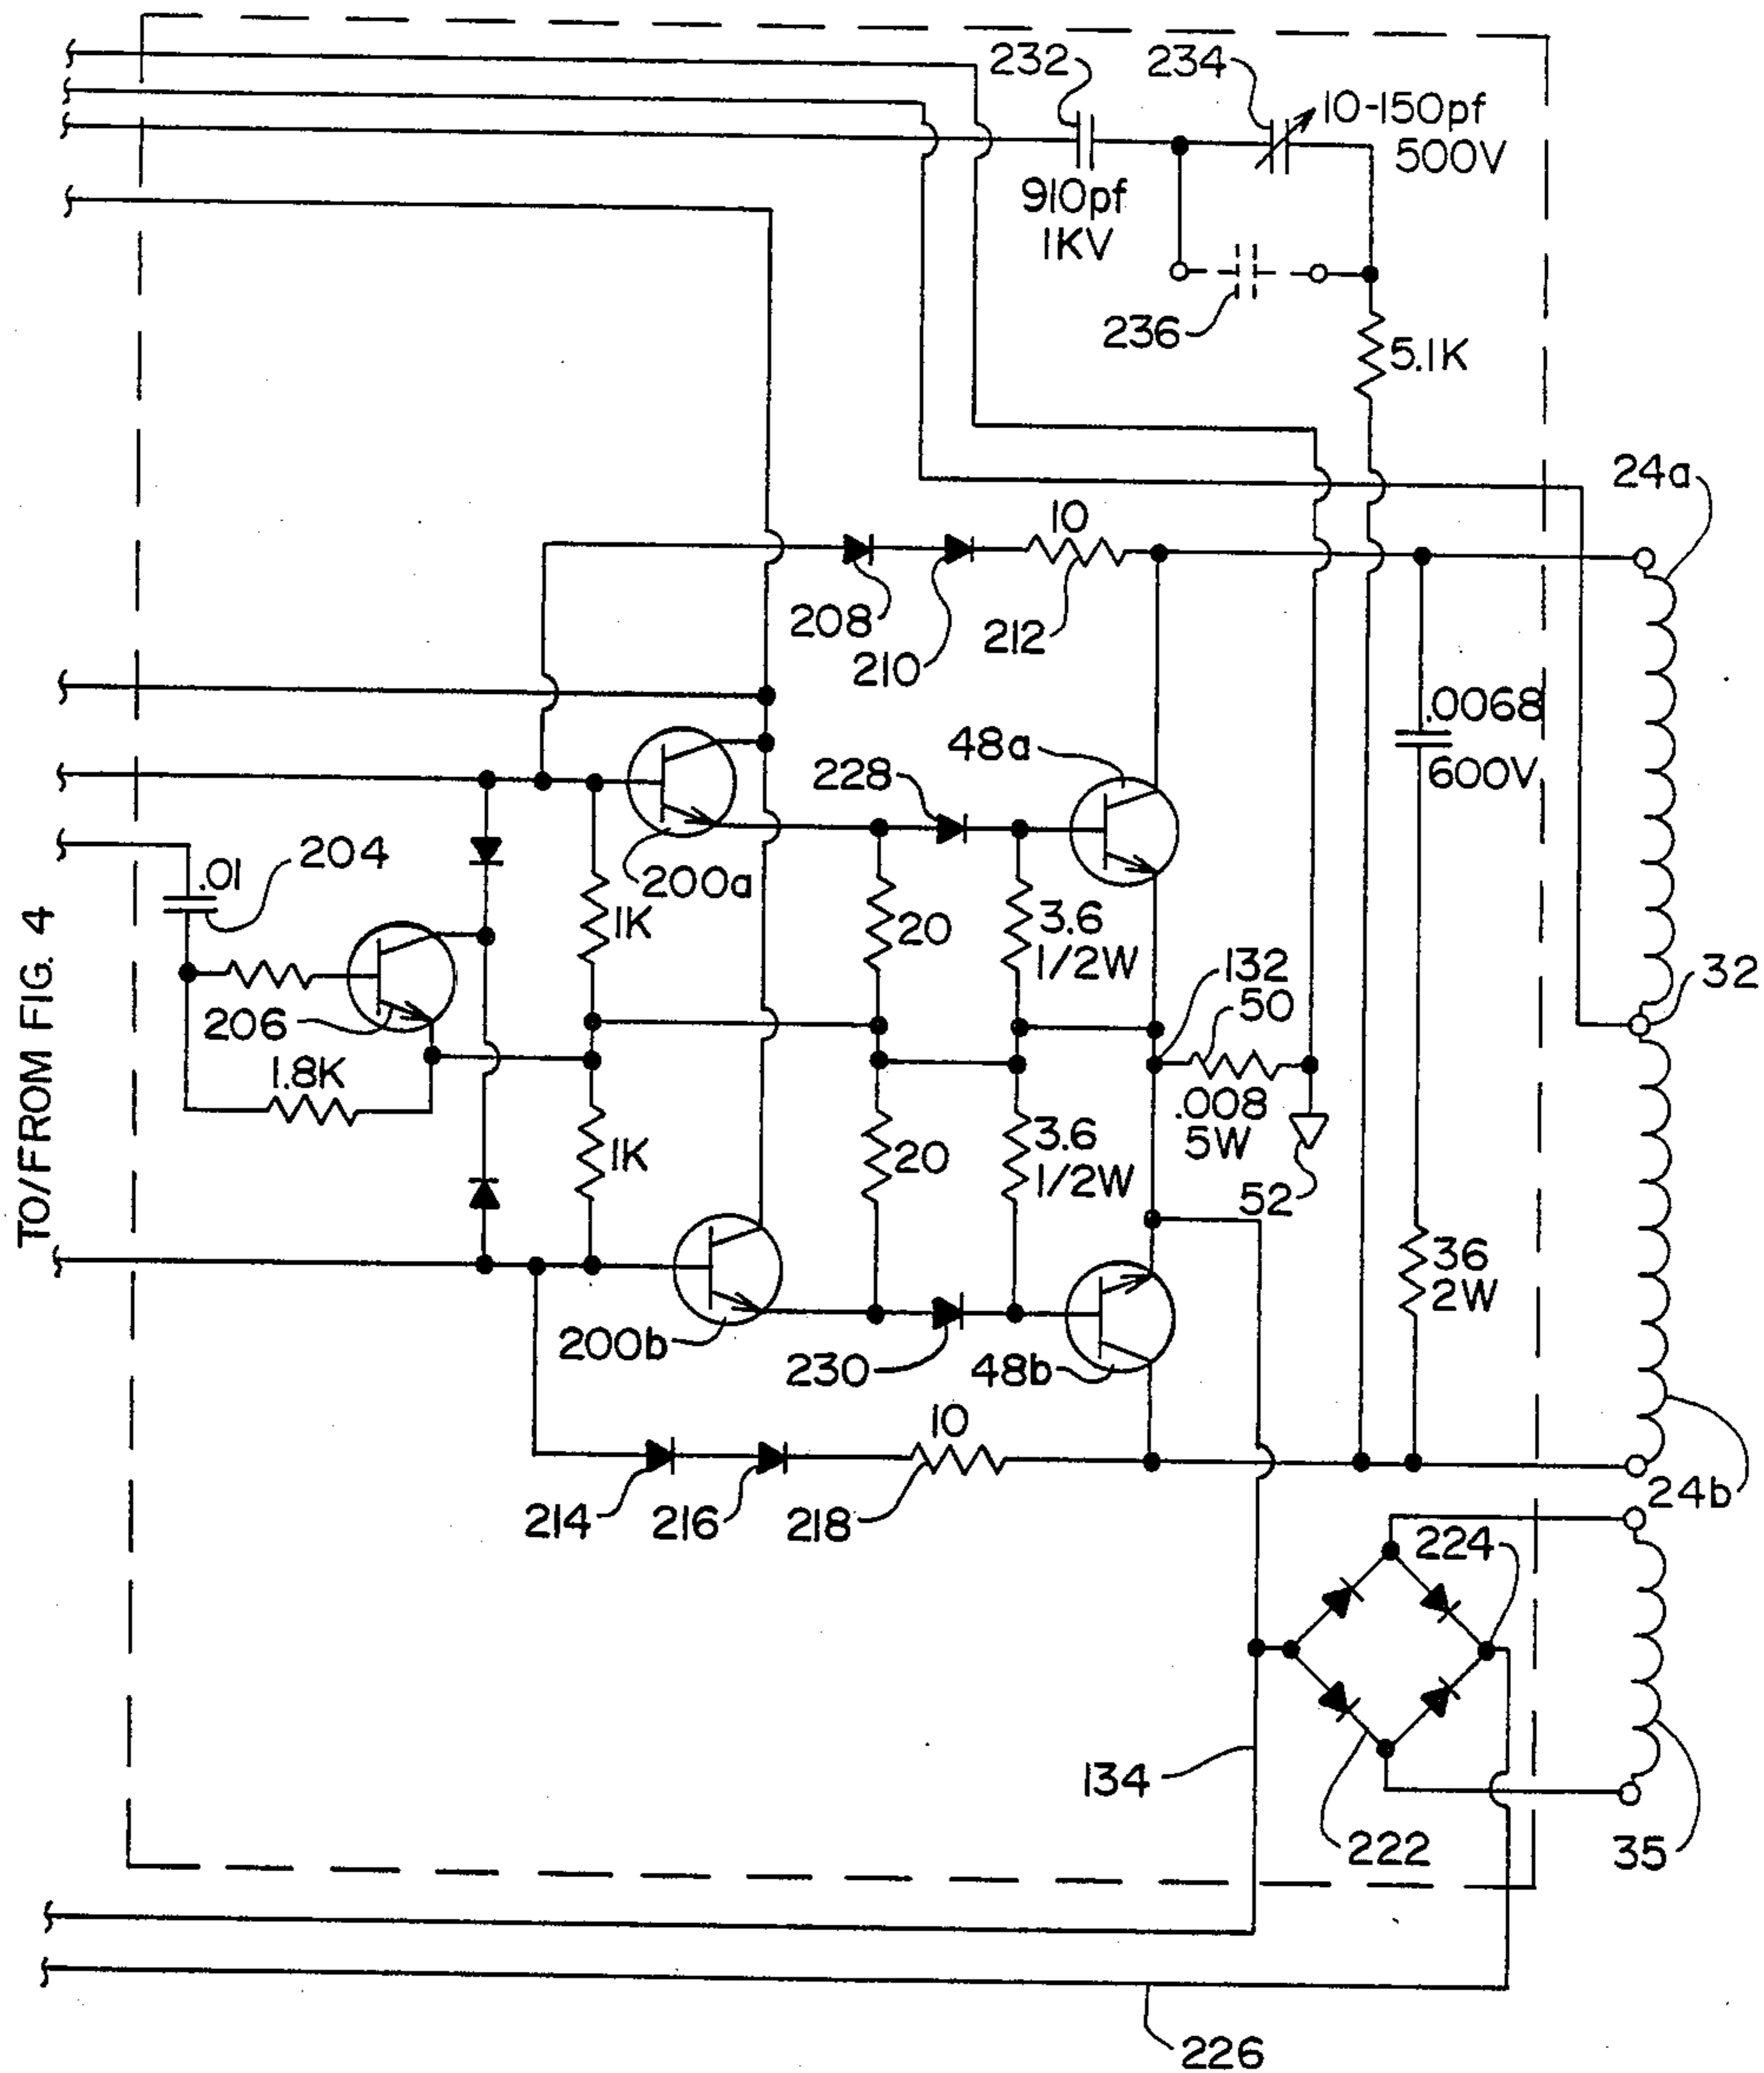 232
234
10-150pf
500V
910pf
1KV
236
5.1K
24a
10
208
210
212
.0068
600V
48a
228
.01
204
200a
1K
20
3.6
1/2W
132
50
32
206
1.8K
.008
5W
52
1K
20
3.6
1/2W
36
2W
200b
230
48b
10
214
216
218
24b
224
134
222
35
226
TO/FROM FIG. 4